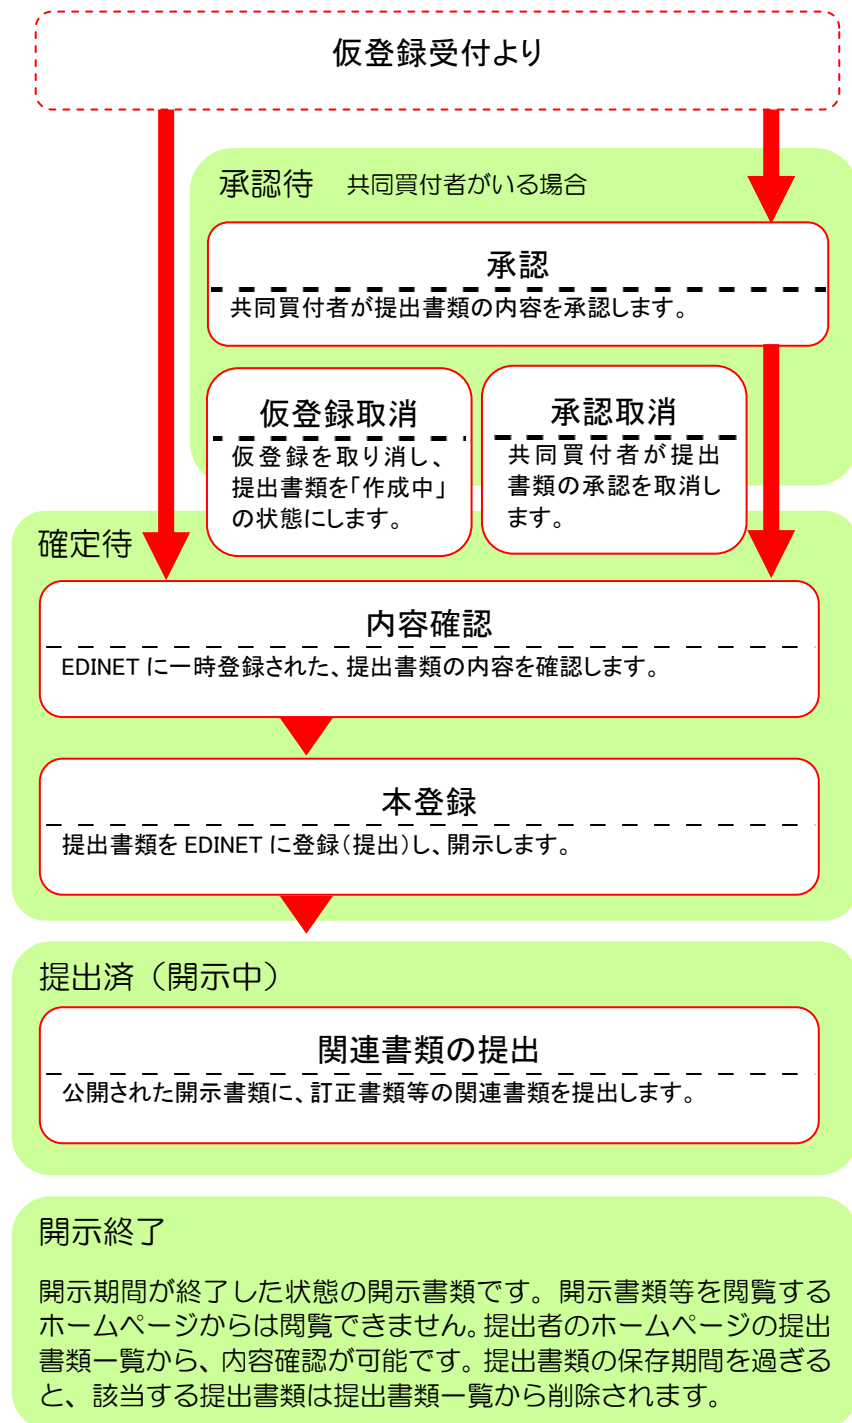 仮登録受付より
承認待 共同買付者がいる場合
承認
共同買付者が提出書類の内容を承認します。
仮登録取消
仮登録を取り消し、
提出書類を「作成中」
の状態にします。
承認取消
共同買付者が提出
書類の承認を取消し
ます。
確定待
内容確認
EDINET に一時登録された、提出書類の内容を確認します。
本登録
提出書類を EDINET に登録（提出）し、開示します。
提出済（開示中）
関連書類の提出
公開された開示書類に、訂正書類等の関連書類を提出します。
開示終了
開示期間が終了した状態の開示書類です。開示書類等を閲覧する
ホームページからは閲覧できません。提出者のホームページの提出
書類一覧から、内容確認が可能です。提出書類の保存期間を過ぎる
と、該当する提出書類は提出書類一覧から削除されます。